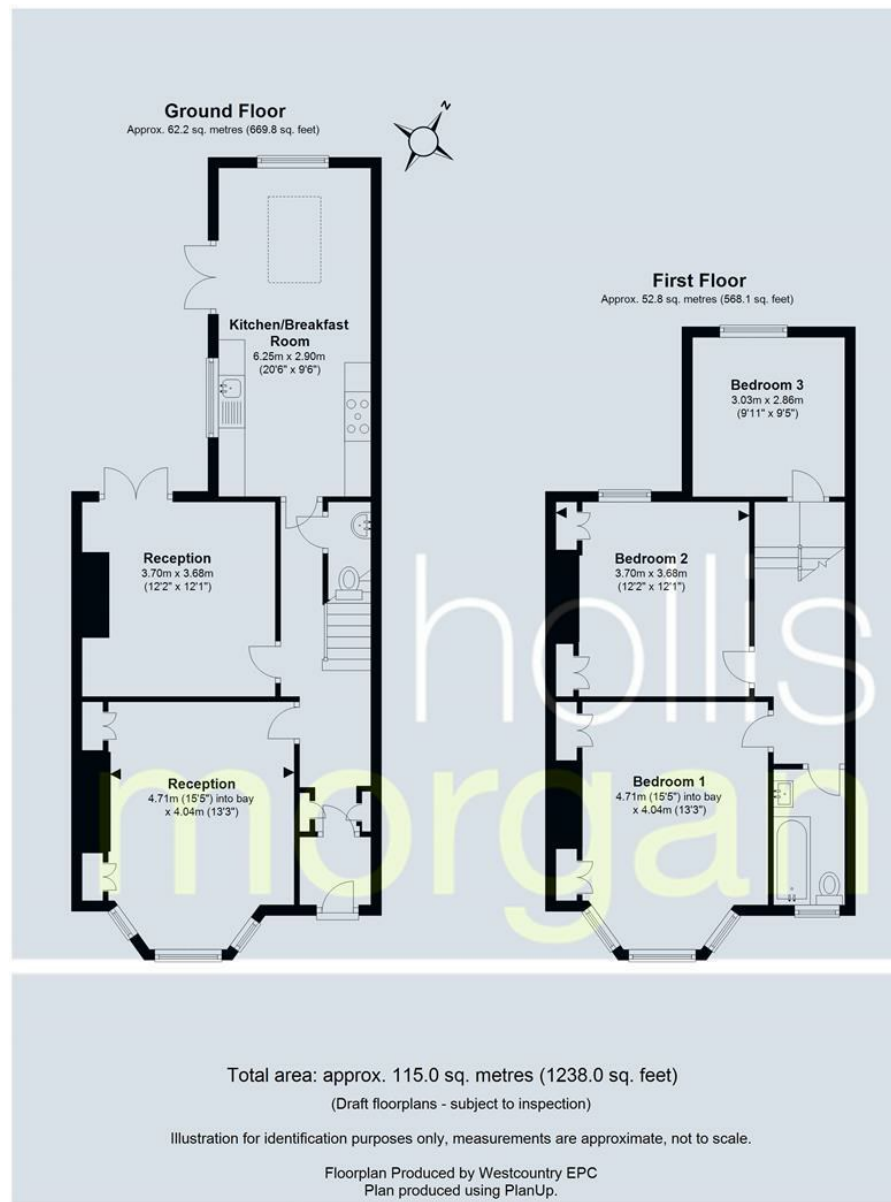 Ground Floor
Approx. 62.2 sq. metres (669.8 sq. feet)
N
Kitchen/Breakfast
Room
6.25m x 2.90m
(20'6" x 9'6")
Reception
3.70m x 3.68m
(12'2" x 12'1")
Reception
4.71m (15'5") into bay
x 4.04m (13'3")
First Floor
Approx. 52.8 sq. metres (568.1 sq. feet)
Bedroom 3
3.03m x 2.86m
(9'11" x 9'5")
Bedroom 2
3.70m x 3.68m
(12'2" x 12'1")
Bedroom 1
4.71m (15'5") into bay
x 4.04m (13'3")
hollis
morgan
Total area: approx. 115.0 sq. metres (1238.0 sq. feet)
(Draft floorplans - subject to inspection)
Illustration for identification purposes only, measurements are approximate, not to scale.
Floorplan Produced by Westcountry EPC
Plan produced using PlanUp.